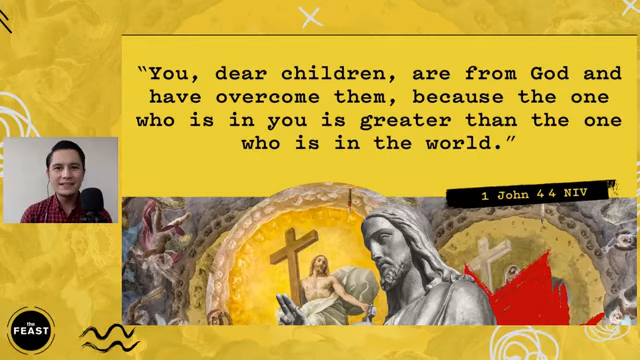 “You, dear children, are from God and
have overcome them, because the one
who is in you is greater than the one
who is in the world.”
1 John 4 4 NIV
the
FEAST